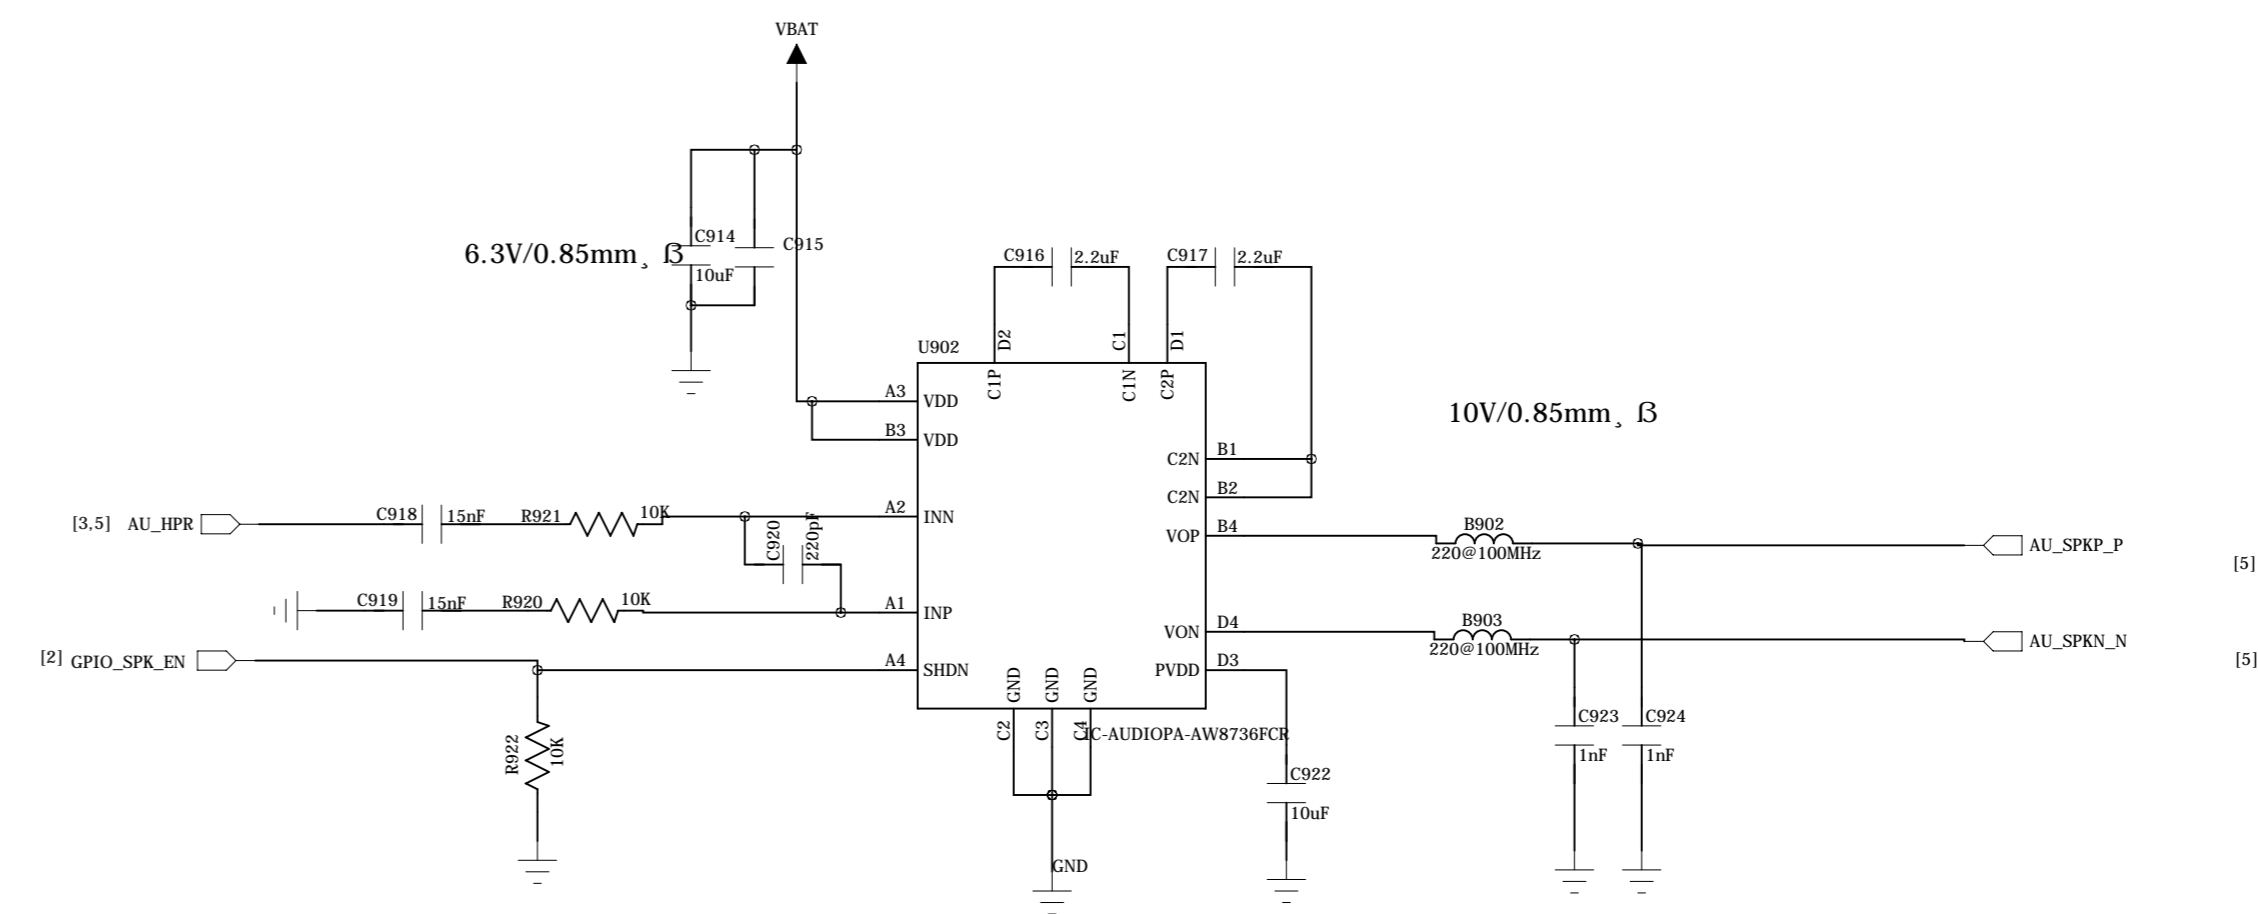 VBAT
6.3V/0.85mm¸ ß
C914
10uF
C915
C916
2.2uF
C917
2.2uF
D2
C1
D1
U902
C1P
C1N
C2P
A3
VDD
B3
VDD
10V/0.85mm¸ ß
C2N
B1
C2N
B2
[3,5] AU_HPR
C918
15nF
R921
10K
A2
INN
C920
220pF
VOP
B4
B902
220@100MHz
AU_SPKP_P
[5]
C919
15nF
R920
10K
A1
INP
VON
D4
B903
220@100MHz
AU_SPKN_N
[5]
[2] GPIO_SPK_EN
A4
SHDN
GND
GND
GND
PVDD
D3
C2
C3
C4
IC-AUDIOPA-AW8736FCR
R922
10K
C923
1nF
C924
1nF
C922
10uF
GND